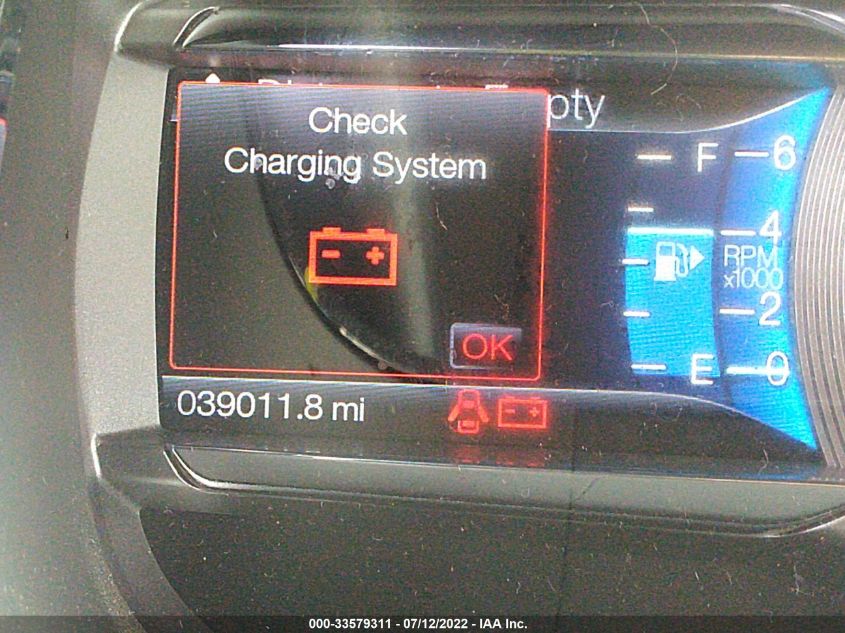 pty
Check
Charging System
OK
F
E
6
4
RPM
x1000
2
0
039011.8 mi
000-33579311 - 07/12/2022 - IAA Inc.